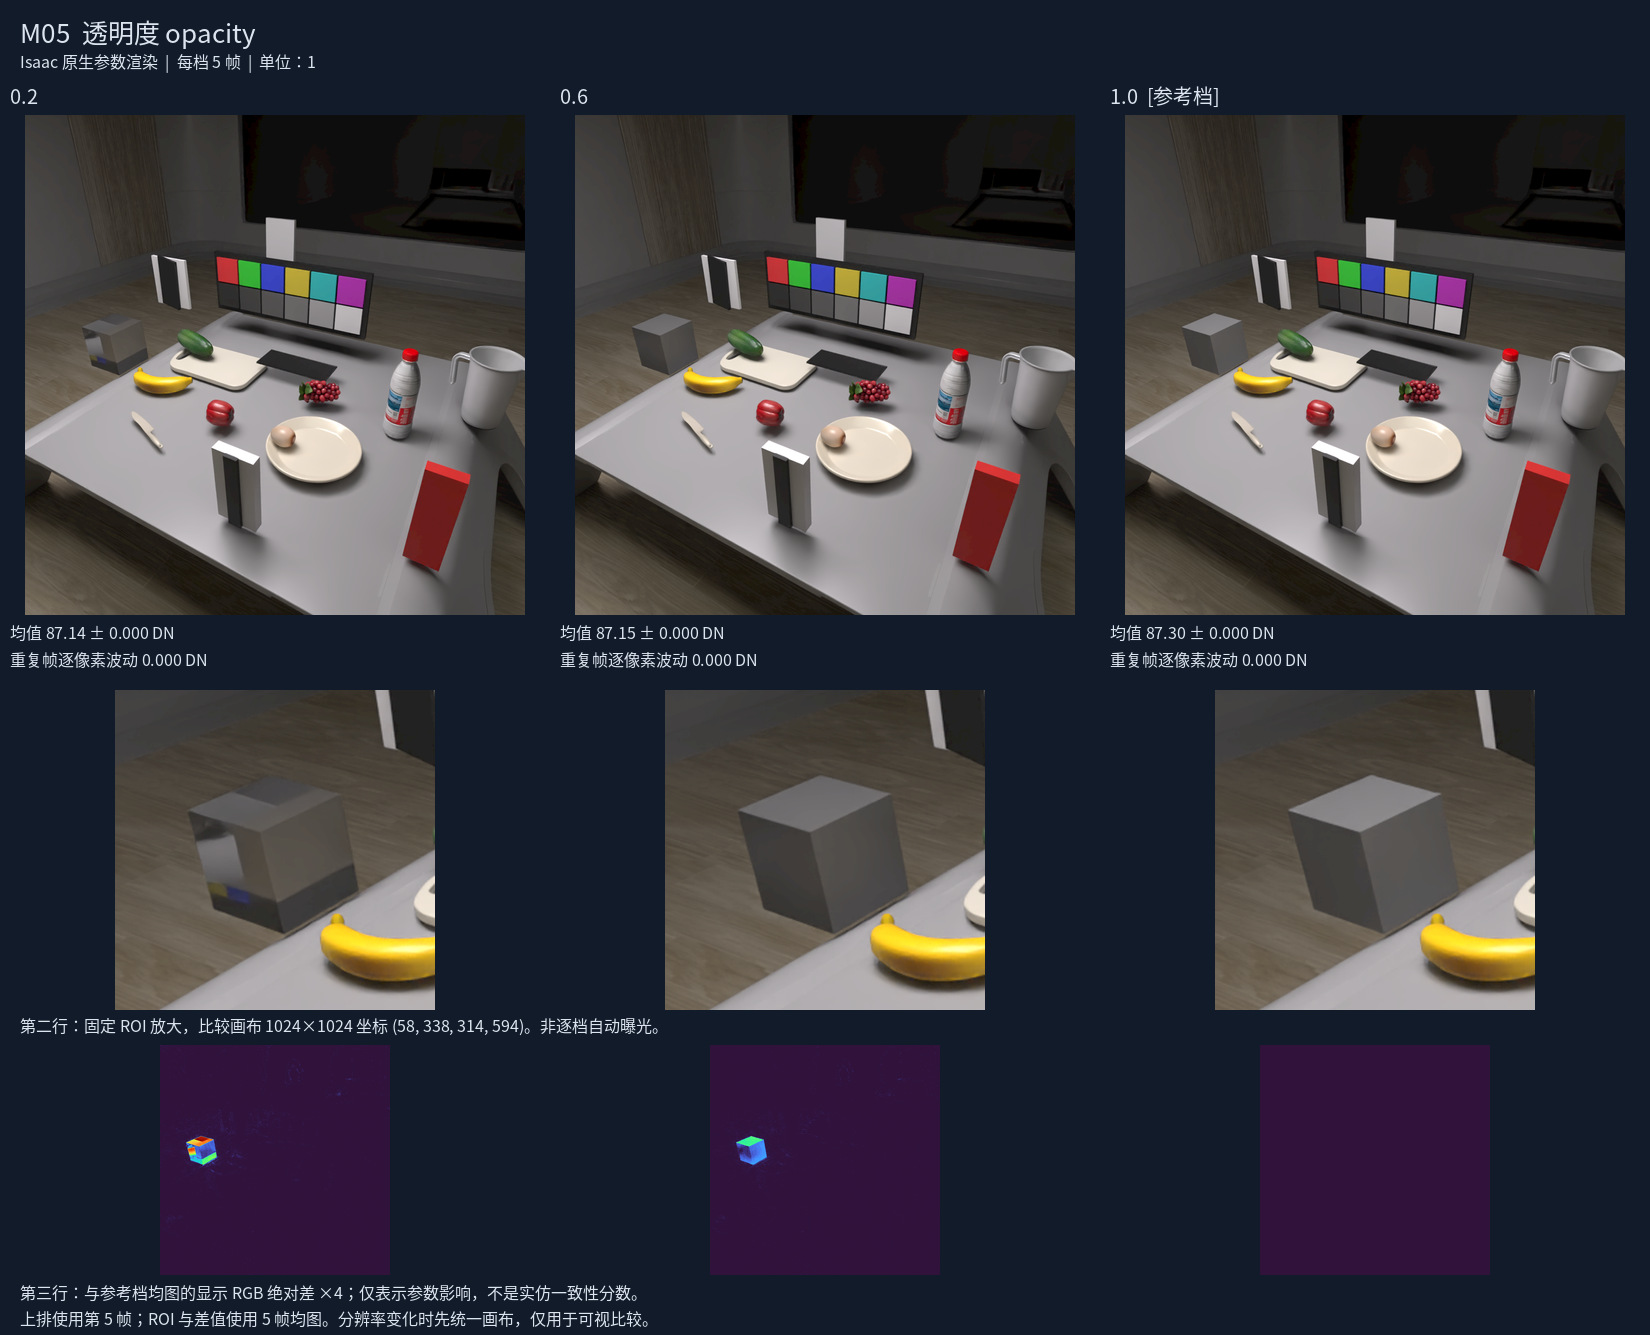 M05 透明度 opacity
Isaac 原生参数渲染 | 每档 5 帧 | 单位：1
0.2
0.6
1.0 [参考档]
均值 87.14 ± 0.000 DN
重复帧逐像素波动 0.000 DN
均值 87.15 ± 0.000 DN
重复帧逐像素波动 0.000 DN
均值 87.30 ± 0.000 DN
重复帧逐像素波动 0.000 DN
第二行：固定 ROI 放大，比较画布 1024×1024 坐标 (58, 338, 314, 594)。非逐档自动曝光。
第三行：与参考档均图的显示 RGB 绝对差 ×4；仅表示参数影响，不是实仿一致性分数。
上排使用第 5 帧；ROI 与差值使用 5 帧均图。分辨率变化时先统一画布，仅用于可视比较。